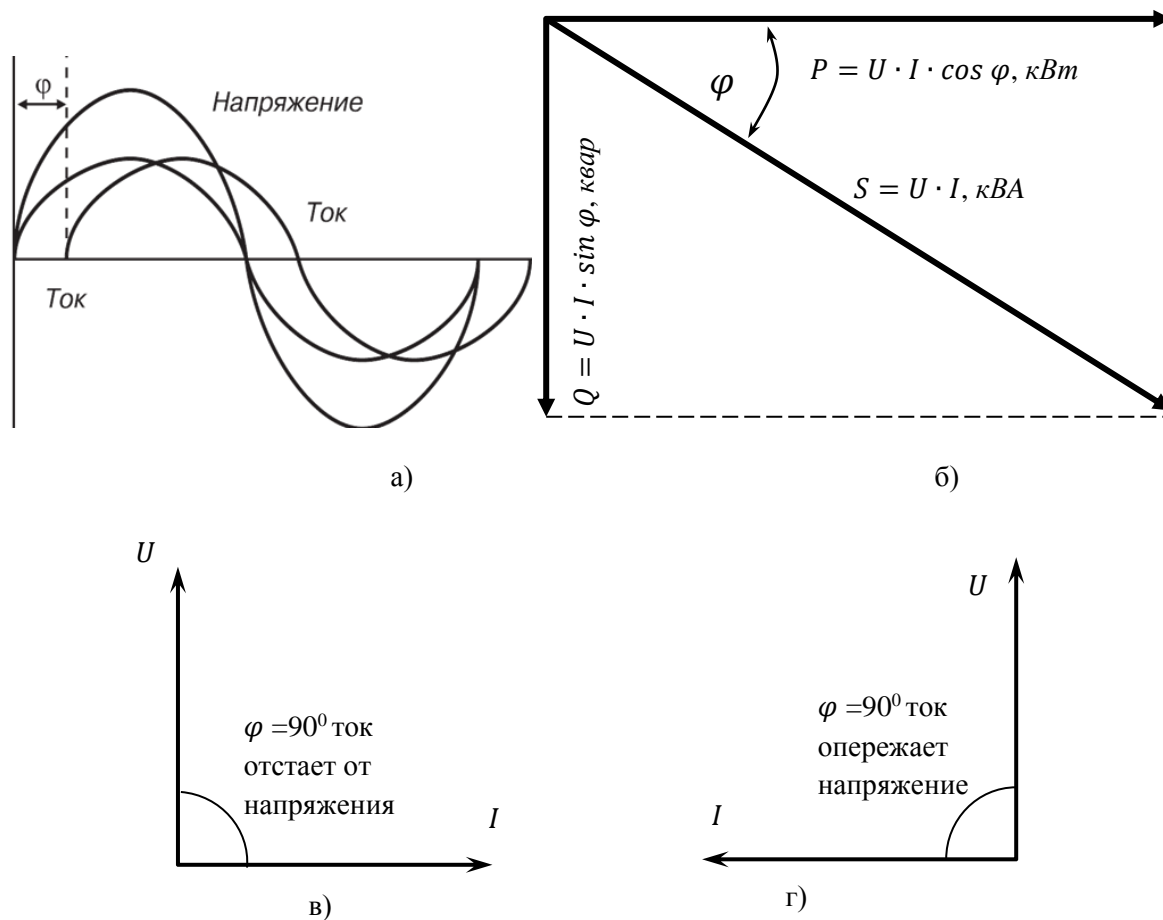 φ
Напряжение
Ток
Ток
а)
φ
P = U · I · cos φ, кВт
S = U · I, кВА
Q = U · I · sin φ, квар
б)
U
φ =90⁰ ток
отстает от
напряжения
I
в)
U
φ =90⁰ ток
опережает
напряжение
I
г)